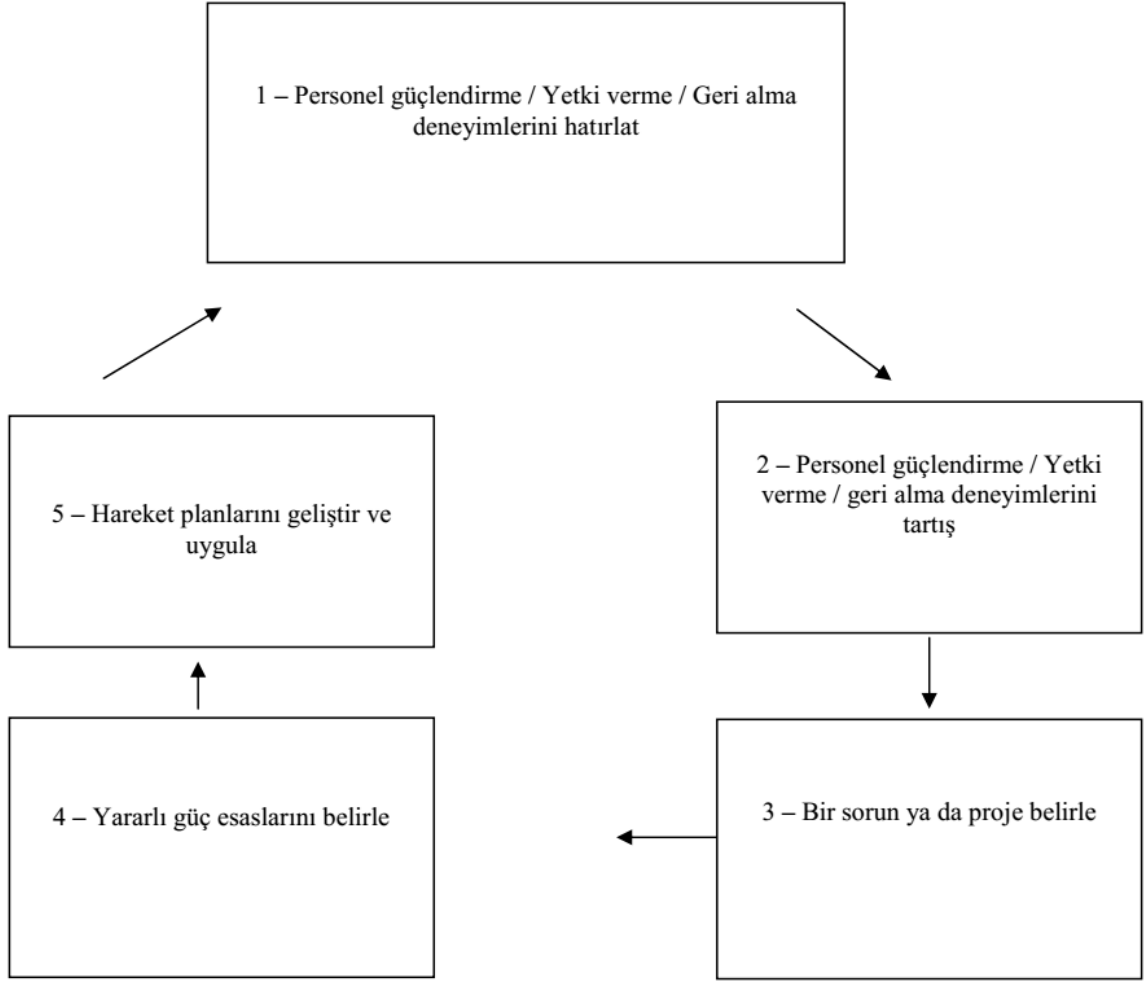 1 – Personel güçlendirme / Yetki verme / Geri alma
deneyimlerini hatırlat
2 – Personel güçlendirme / Yetki
verme / geri alma deneyimlerini
tartış
3 – Bir sorun ya da proje belirle
4 – Yararlı güç esaslarını belirle
5 – Hareket planlarını geliştir ve
uygula